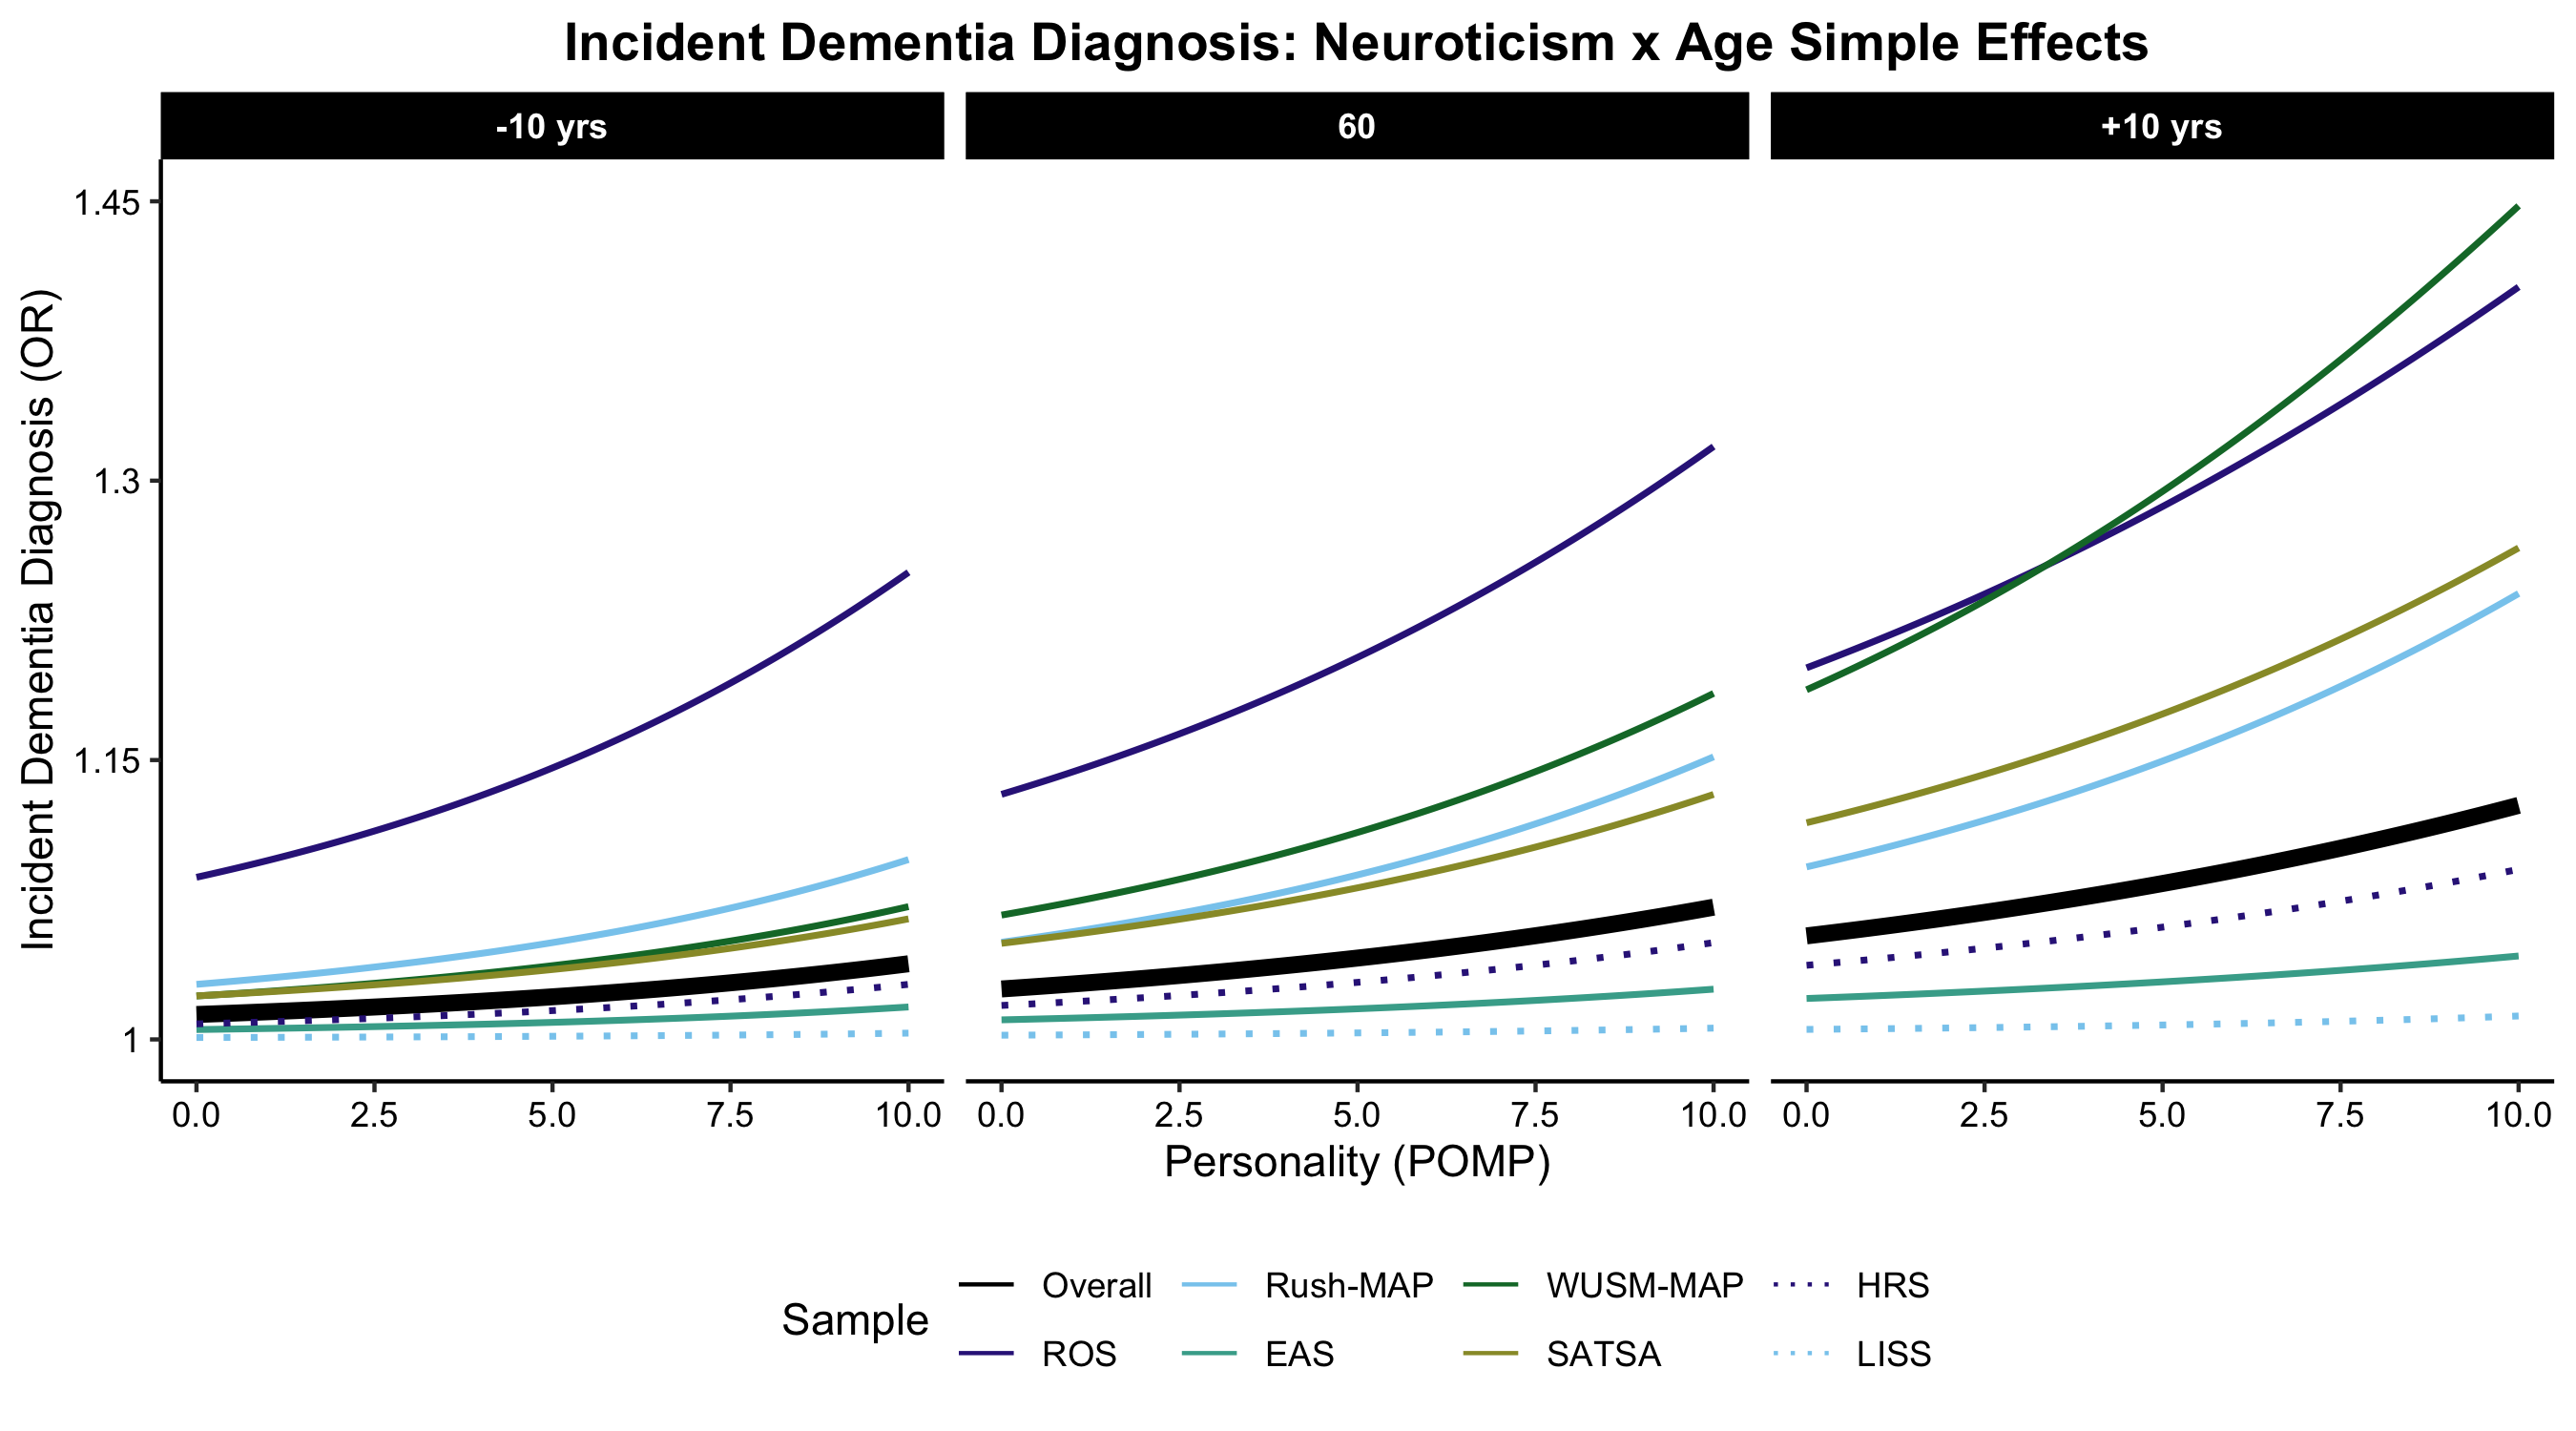 Incident Dementia Diagnosis: Neuroticism x Age Simple Effects
-10 yrs
60
+10 yrs
Incident Dementia Diagnosis (OR)
1.45
1.3
1.15
1
0.0 2.5 5.0 7.5 10.0
0.0 2.5 5.0 7.5 10.0
0.0 2.5 5.0 7.5 10.0
Personality (POMP)
Sample
Overall Rush-MAP WUSM-MAP HRS
ROS EAS SATSA LISS